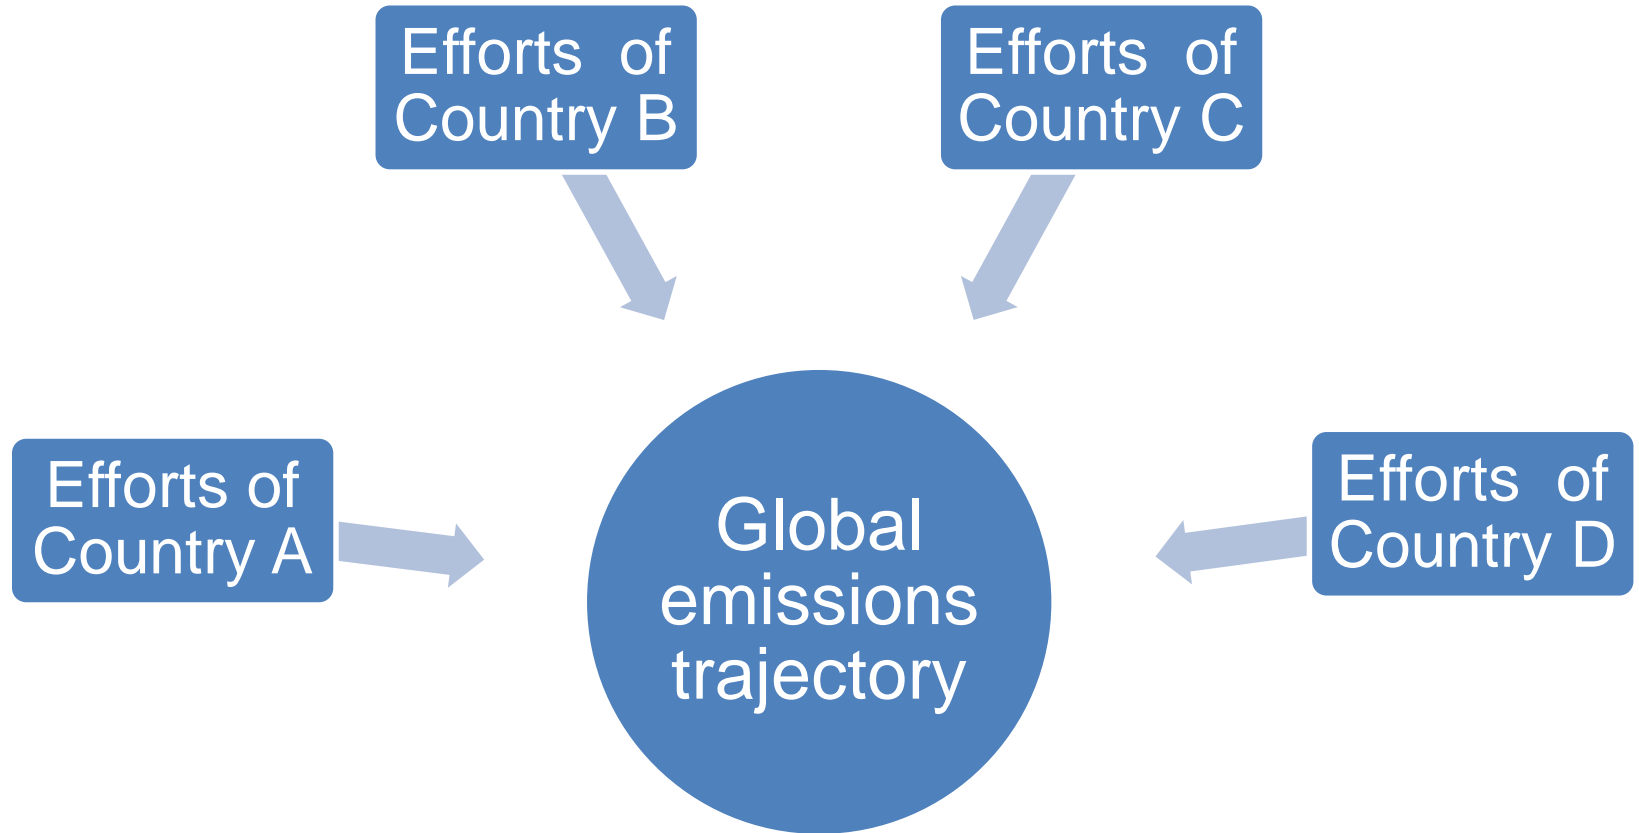 Efforts of
Country B
Efforts of
Country C
Efforts of
Country A
Global
emissions
trajectory
Efforts of
Country D